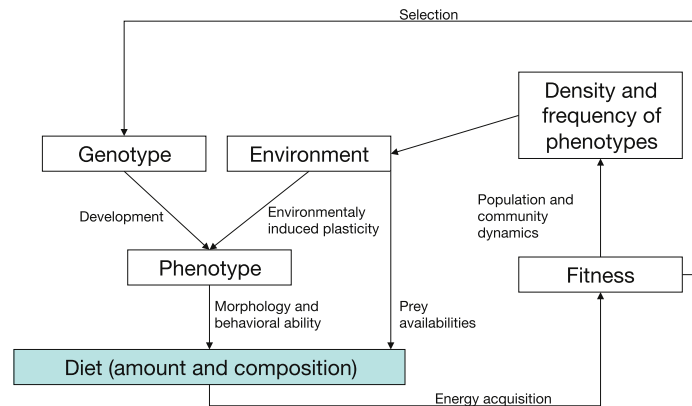 Selection
Density and
frequency of
phenotypes
Genotype
Environment
Development
Environmentaly
induced plasticity
Population and
community
dynamics
Phenotype
Fitness
Morphology and
behavioral ability
Prey
availabilities
Diet (amount and composition)
Energy acquisition